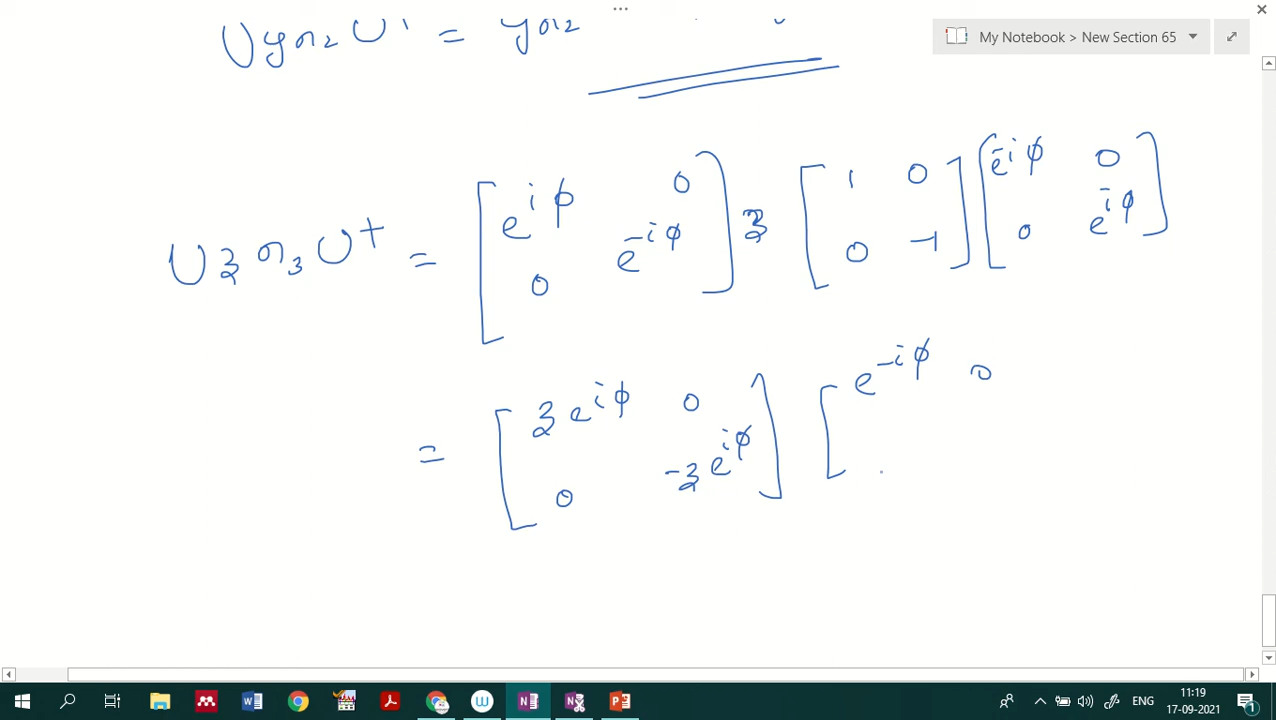 My Notebook > New Section 65
U y σ₂ U† = y σ₂
U z σ₃ U† = [ e^{iφ} 0 ; 0 e^{-iφ} ] z [ 1 0 ; 0 -1 ] [ e^{-iφ} 0 ; 0 e^{iφ} ]
= [ z e^{iφ} 0 ; 0 -z e^{iφ} ] [ e^{-iφ} 0
ENG
11:19
17-09-2021
1